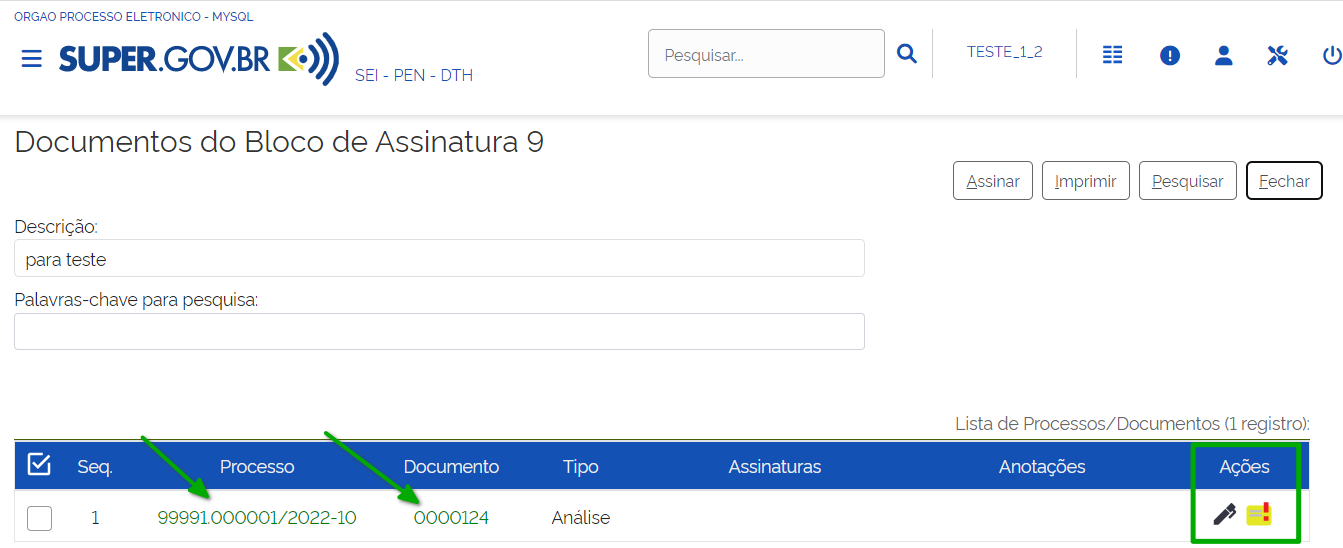 ORGAO PROCESSO ELETRONICO - MYSQL
SUPER.GOV.BR
SEI - PEN - DTH
Pesquisar...
TESTE_1_2
Documentos do Bloco de Assinatura 9
Assinar Imprimir Pesquisar Fechar
Descrição:
para teste
Palavras-chave para pesquisa:
Lista de Processos/Documentos (1 registro):
Seq. Processo Documento Tipo Assinaturas Anotações Ações
1 99991.000001/2022-10 0000124 Análise